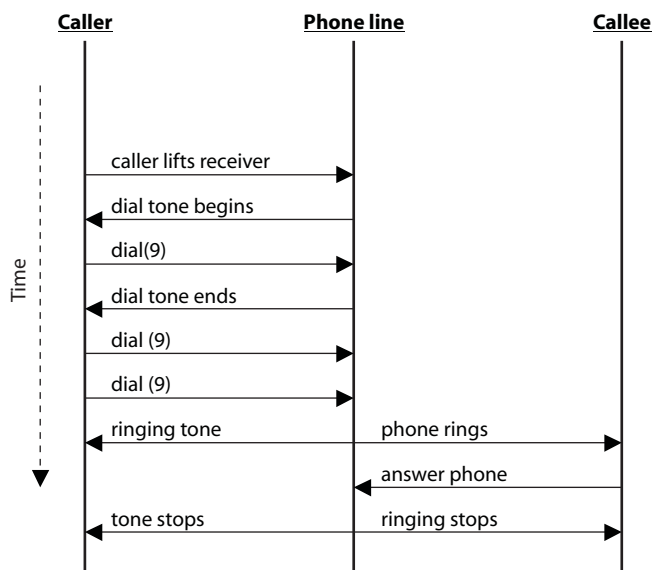 Caller Phone line Callee
caller lifts receiver
dial tone begins
dial(9)
dial tone ends
dial (9)
dial (9)
ringing tone phone rings
answer phone
tone stops ringing stops
Time